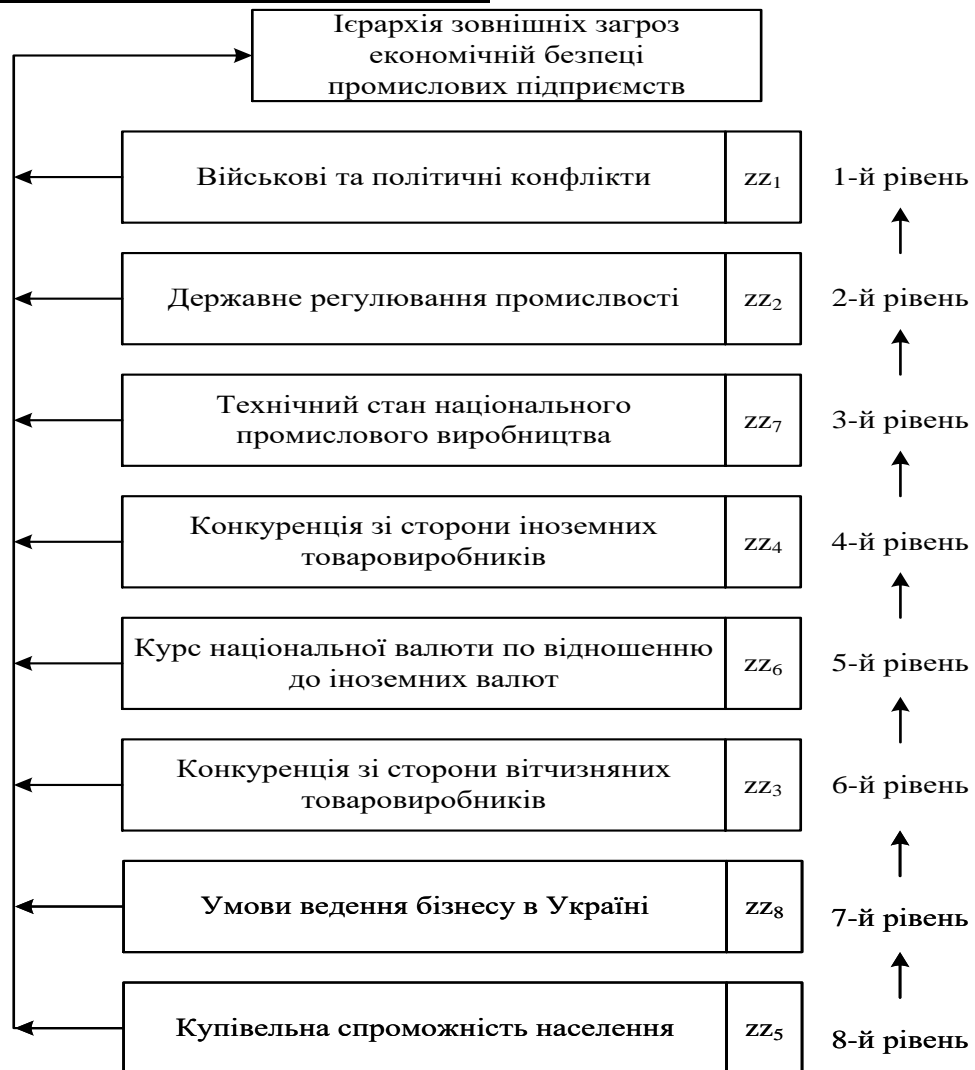 Ієрархія зовнішніх загроз
економічній безпеці
промислових підприємств
Військові та політичні конфлікти zz₁ 1-й рівень
Державне регулювання промислвості zz₂ 2-й рівень
Технічний стан національного
промислового виробництва zz₇ 3-й рівень
Конкуренція зі сторони іноземних
товаровиробників zz₄ 4-й рівень
Курс національної валюти по відношенню
до іноземних валют zz₆ 5-й рівень
Конкуренція зі сторони вітчизняних
товаровиробників zz₃ 6-й рівень
Умови ведення бізнесу в Україні zz₈ 7-й рівень
Купівельна спроможність населення zz₅ 8-й рівень